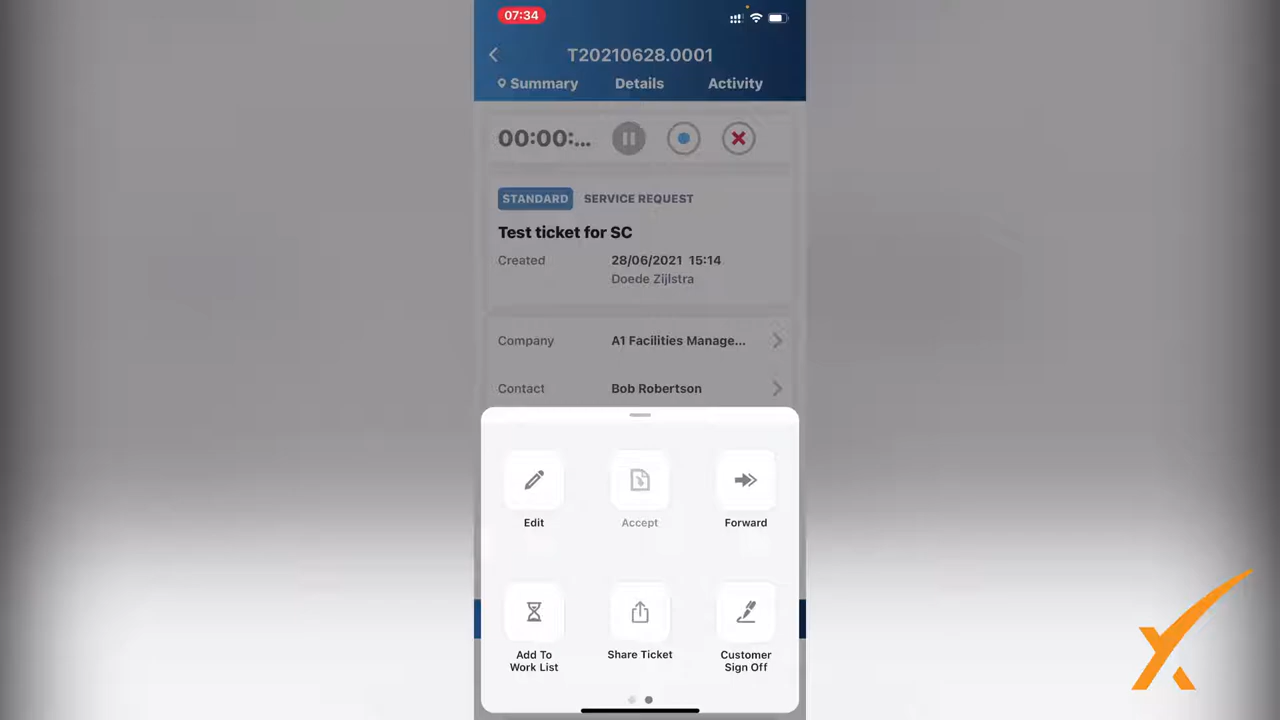 07:34
T20210628.0001
Summary Details Activity
00:00:...
STANDARD SERVICE REQUEST
Test ticket for SC
Created 28/06/2021 15:14
Doede Zijlstra
Company A1 Facilities Manage...
Contact Bob Robertson
Edit Accept Forward
Add To Work List
Share Ticket
Customer Sign Off